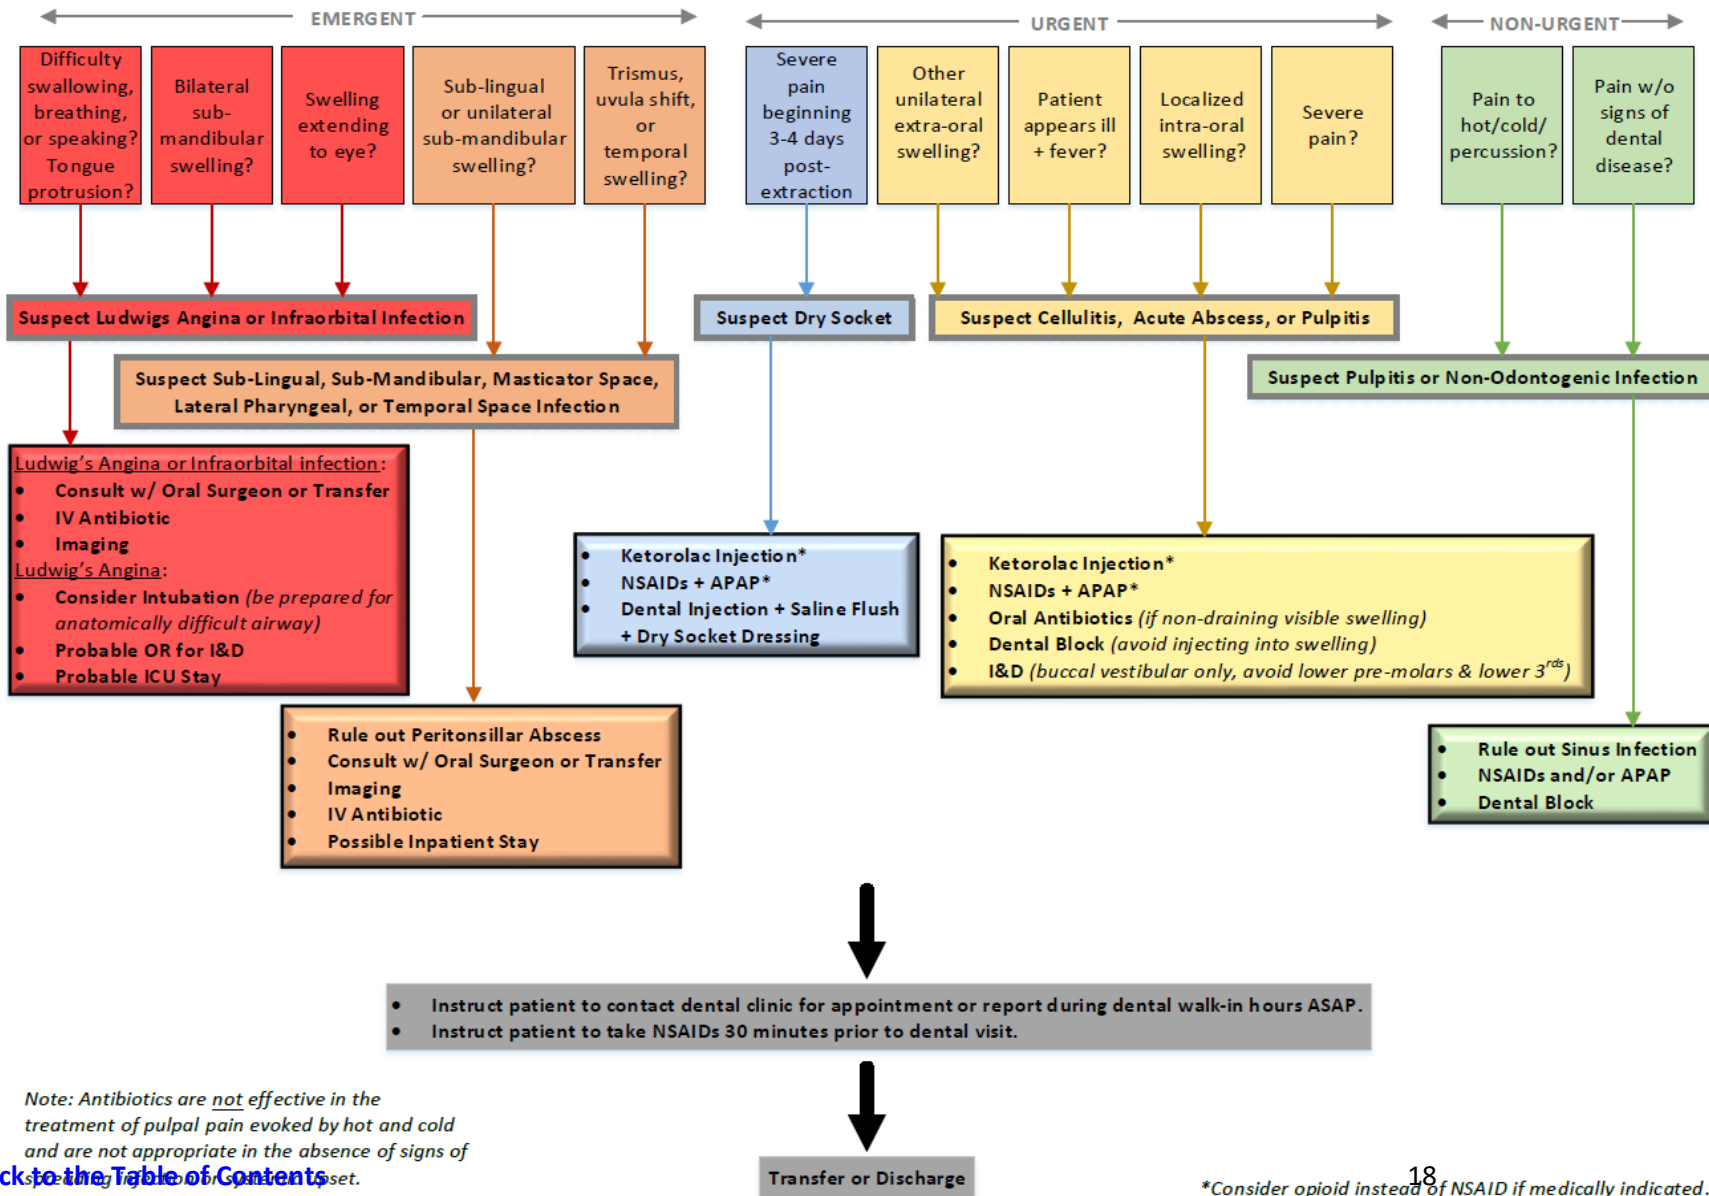 EMERGENT
URGENT
NON-URGENT
Difficulty
swallowing,
breathing,
or speaking?
Tongue
protrusion?
Bilateral
sub-
mandibular
swelling?
Swelling
extending
to eye?
Sub-lingual
or unilateral
sub-mandibular
swelling?
Trismus,
uvula shift,
or
temporal
swelling?
Severe
pain
beginning
3-4 days
post-
extraction
Other
unilateral
extra-oral
swelling?
Patient
appears ill
+ fever?
Localized
intra-oral
swelling?
Severe
pain?
Pain to
hot/cold/
percussion?
Pain w/o
signs of
dental
disease?
Suspect Ludwigs Angina or Infraorbital Infection
Suspect Dry Socket
Suspect Cellulitis, Acute Abscess, or Pulpitis
Suspect Sub-Lingual, Sub-Mandibular, Masticator Space,
Lateral Pharyngeal, or Temporal Space Infection
Suspect Pulpitis or Non-Odontogenic Infection
Ludwig's Angina or Infraorbital infection:
• Consult w/ Oral Surgeon or Transfer
• IV Antibiotic
• Imaging
Ludwig's Angina:
• Consider Intubation (be prepared for
anatomically difficult airway)
• Probable OR for I&D
• Probable ICU Stay
• Ketorolac Injection*
• NSAIDs + APAP*
• Dental Injection + Saline Flush
+ Dry Socket Dressing
• Ketorolac Injection*
• NSAIDs + APAP*
• Oral Antibiotics (if non-draining visible swelling)
• Dental Block (avoid injecting into swelling)
• I&D (buccal vestibular only, avoid lower pre-molars & lower 3rds)
• Rule out Peritonsillar Abscess
• Consult w/ Oral Surgeon or Transfer
• Imaging
• IV Antibiotic
• Possible Inpatient Stay
• Rule out Sinus Infection
• NSAIDs and/or APAP
• Dental Block
• Instruct patient to contact dental clinic for appointment or report during dental walk-in hours ASAP.
• Instruct patient to take NSAIDs 30 minutes prior to dental visit.
Note: Antibiotics are not effective in the
treatment of pulpal pain evoked by hot and cold
and are not appropriate in the absence of signs of
spreading infection or systemic upset.
ck to the Table of Contents
Transfer or Discharge
18
*Consider opioid instead of NSAID if medically indicated.